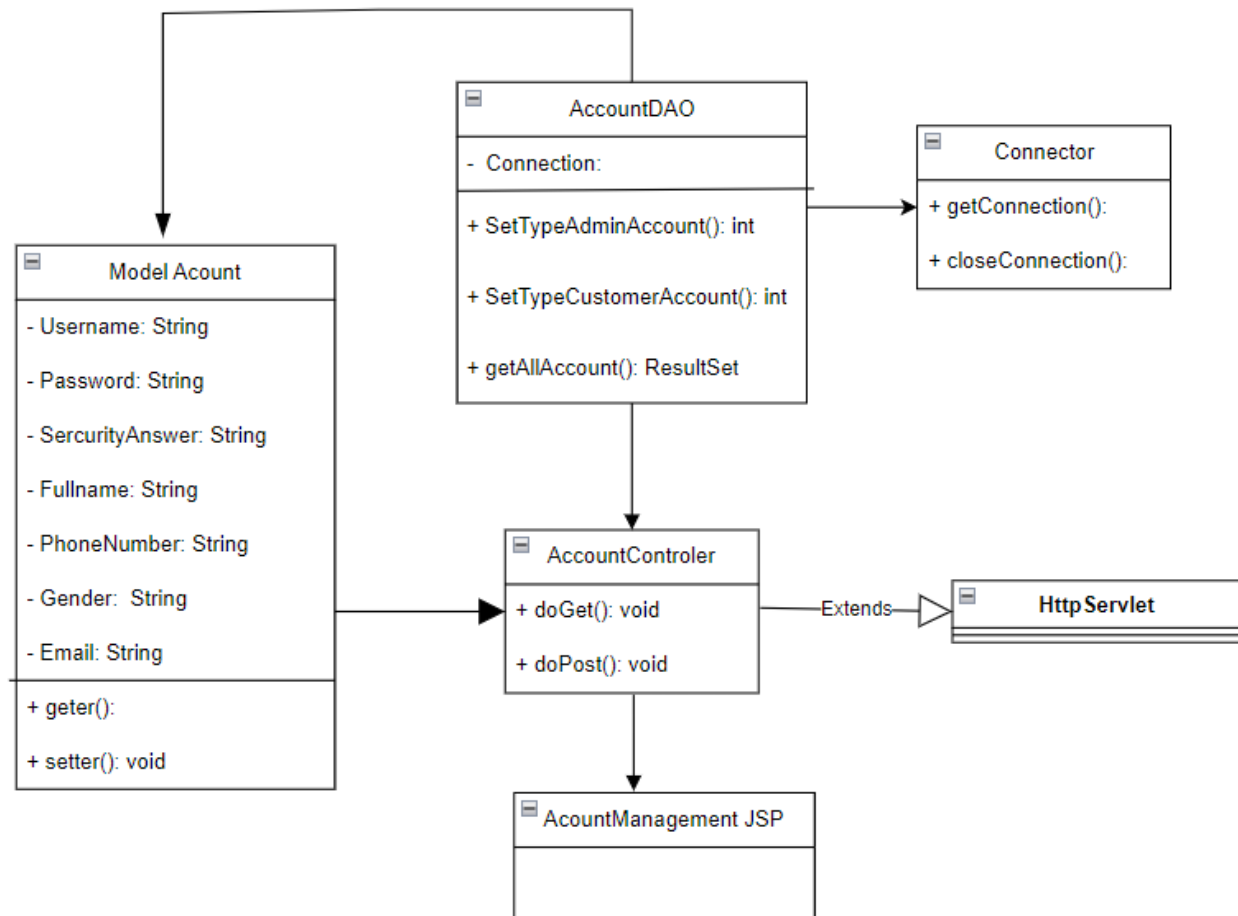 AccountDAO
- Connection:
+ SetTypeAdminAccount(): int
+ SetTypeCustomerAccount(): int
+ getAllAccount(): ResultSet
Connector
+ getConnection():
+ closeConnection():
Model Acount
- Username: String
- Password: String
- SercurityAnswer: String
- Fullname: String
- PhoneNumber: String
- Gender: String
- Email: String
+ geter():
+ setter(): void
AccountControler
+ doGet(): void
+ doPost(): void
Extends
HttpServlet
AcountManagement JSP